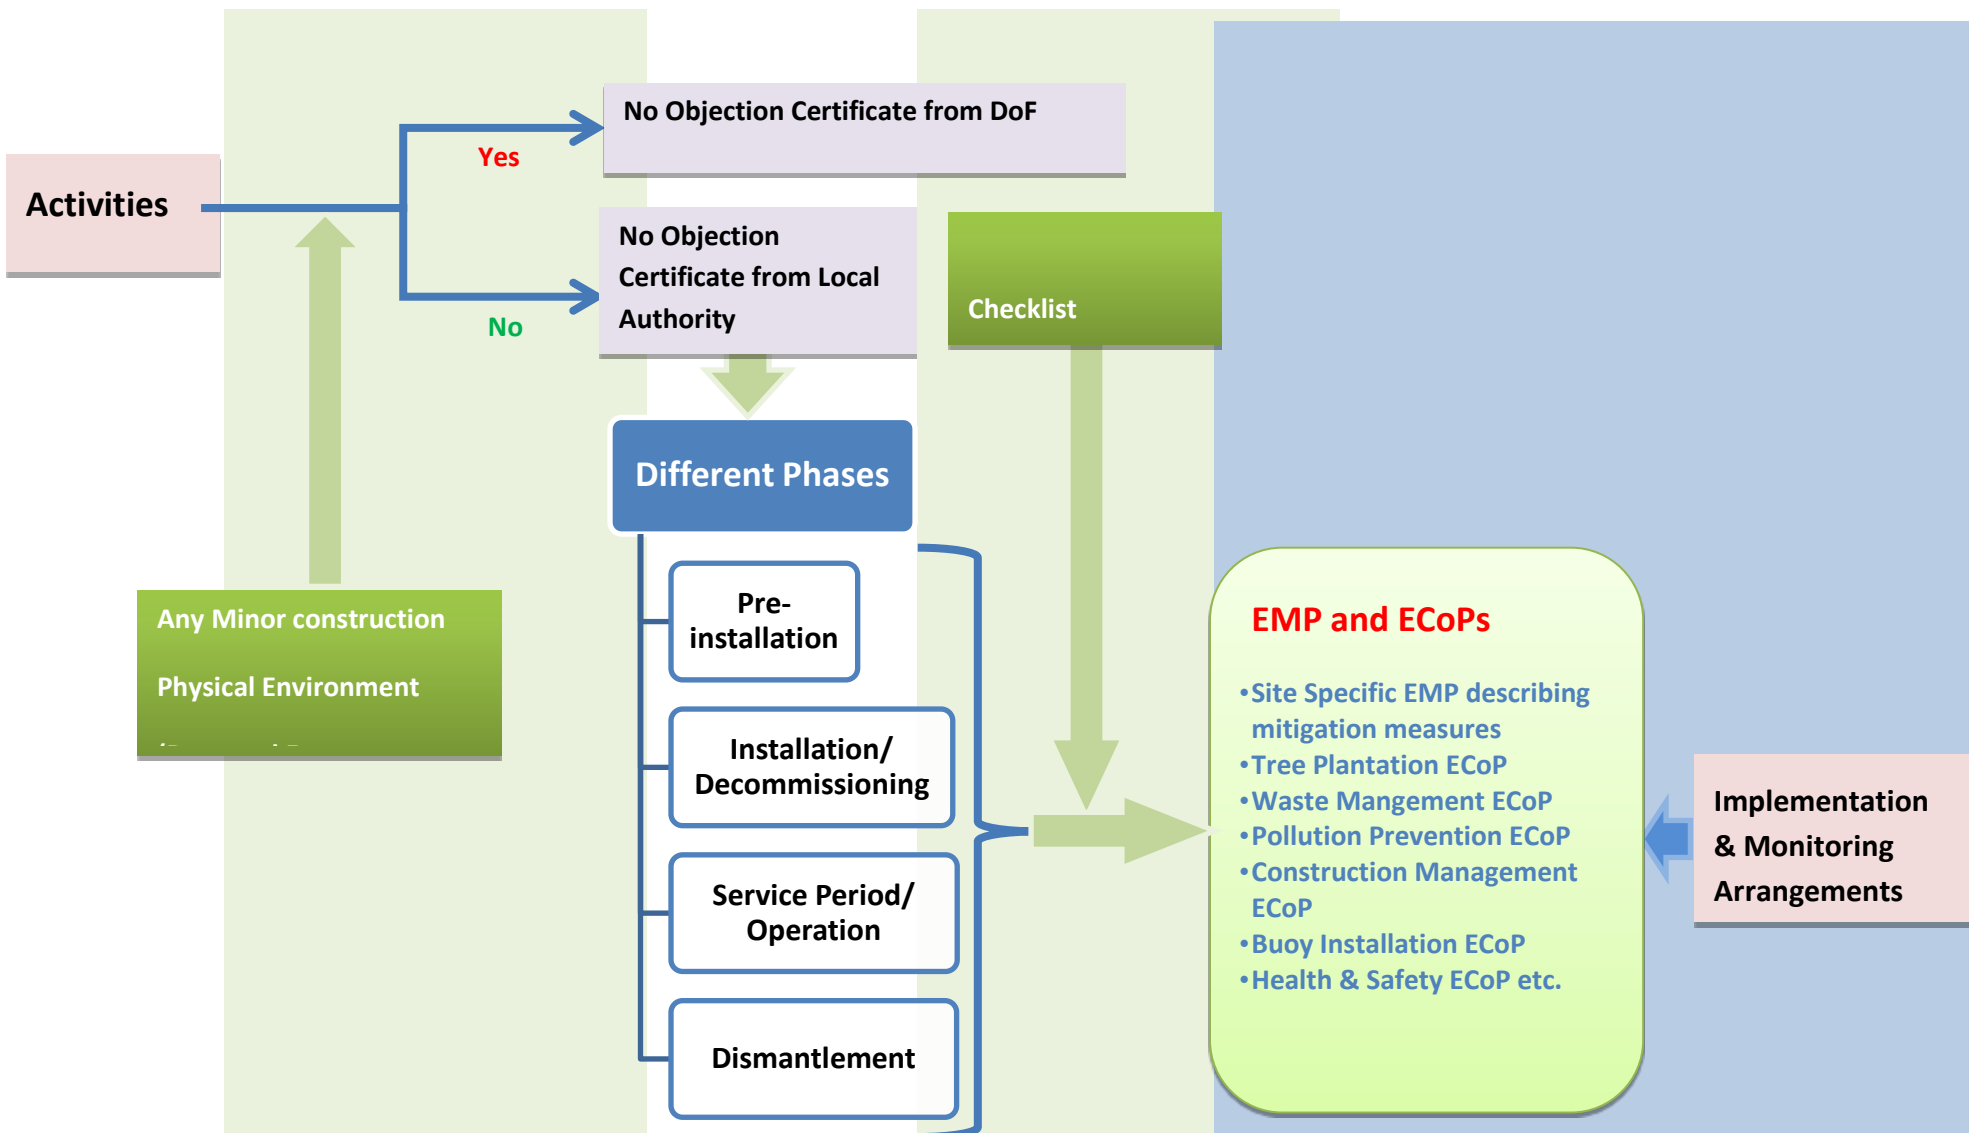 No Objection Certificate from DoF
Yes
Activities
No Objection
Certificate from Local
Authority
No
Checklist
Different Phases
Any Minor construction
Physical Environment
Pre-
installation
Installation/
Decommissioning
Service Period/
Operation
Dismantlement
EMP and ECoPs
•Site Specific EMP describing
mitigation measures
•Tree Plantation ECoP
•Waste Mangement ECoP
•Pollution Prevention ECoP
•Construction Management
ECoP
•Buoy Installation ECoP
•Health & Safety ECoP etc.
Implementation
& Monitoring
Arrangements